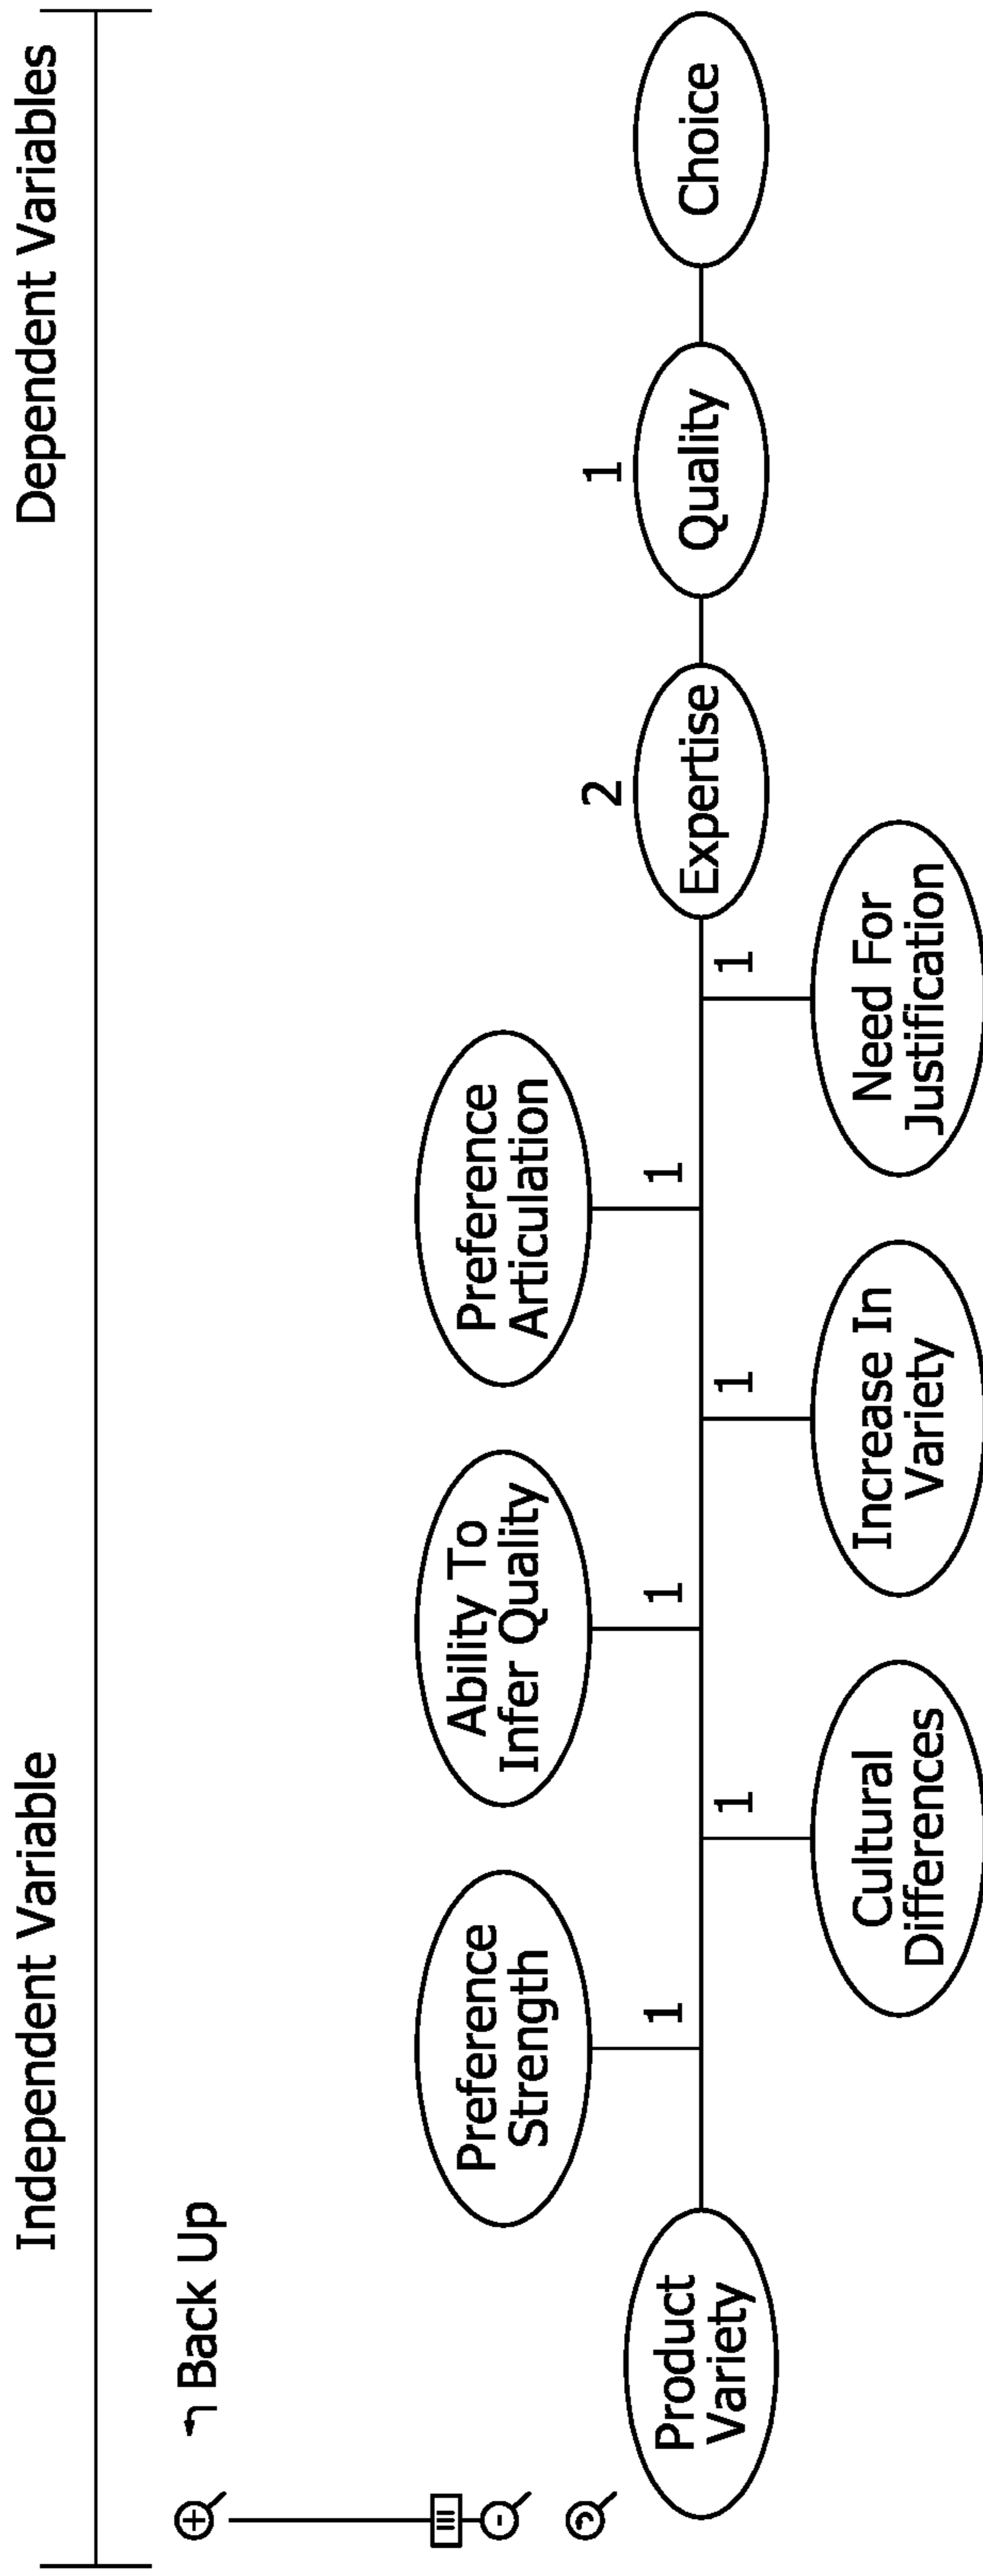 Independent Variable
Dependent Variables
Back Up
Preference
Strength
1
Ability To
Infer Quality
1
Preference
Articulation
1
Product
Variety
2
Expertise
1
Quality
Choice
1
Cultural
Differences
1
Increase In
Variety
1
Need For
Justification